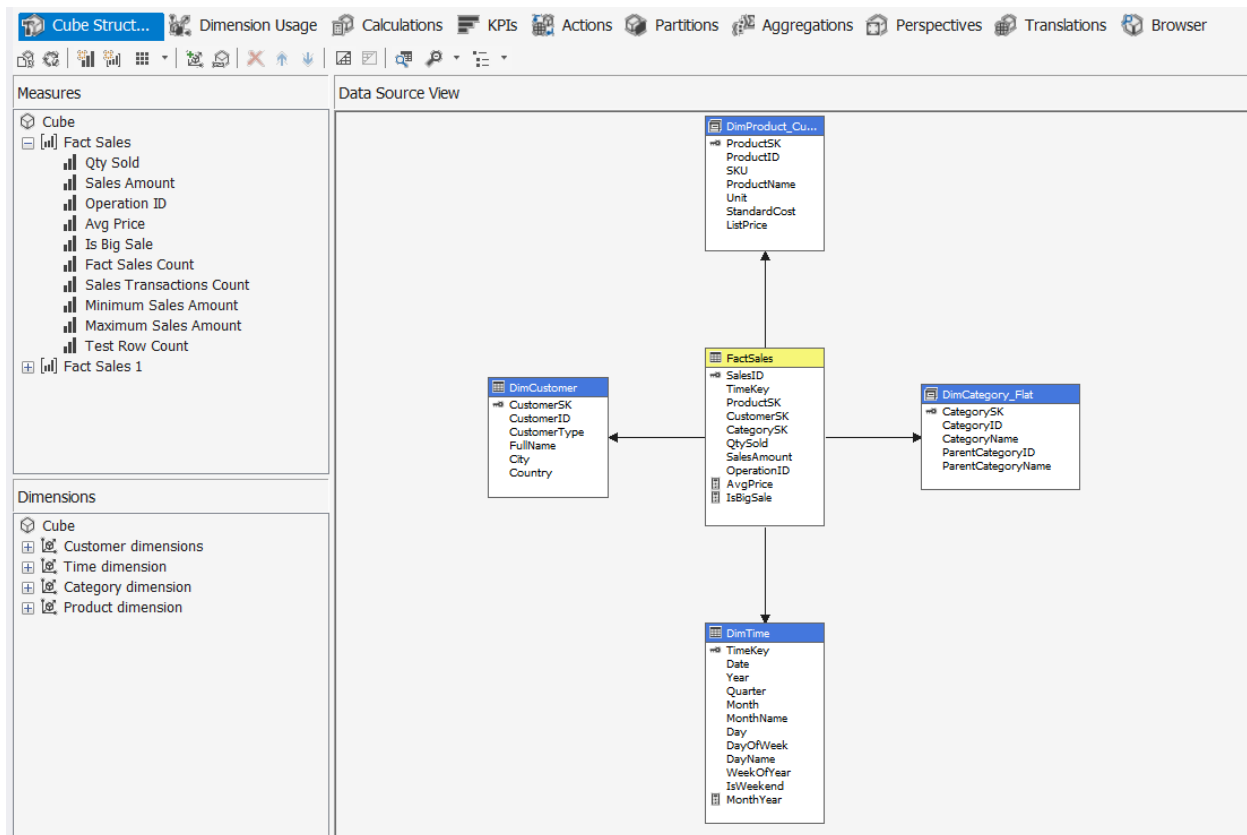 Cube Struct... Dimension Usage Calculations KPIs Actions Partitions Aggregations Perspectives Translations Browser
Measures
Cube
Fact Sales
Qty Sold
Sales Amount
Operation ID
Avg Price
Is Big Sale
Fact Sales Count
Sales Transactions Count
Minimum Sales Amount
Maximum Sales Amount
Test Row Count
Fact Sales 1
Dimensions
Cube
Customer dimensions
Time dimension
Category dimension
Product dimension
Data Source View
DimProduct_Cu...
ProductSK
ProductID
SKU
ProductName
Unit
StandardCost
ListPrice
DimCustomer
CustomerSK
CustomerID
CustomerType
FullName
City
Country
FactSales
SalesID
TimeKey
ProductSK
CustomerSK
CategorySK
QtySold
SalesAmount
OperationID
AvgPrice
IsBigSale
DimCategory_Flat
CategorySK
CategoryID
CategoryName
ParentCategoryID
ParentCategoryName
DimTime
TimeKey
Date
Year
Quarter
Month
MonthName
Day
DayOfWeek
DayName
WeekOfYear
IsWeekend
MonthYear